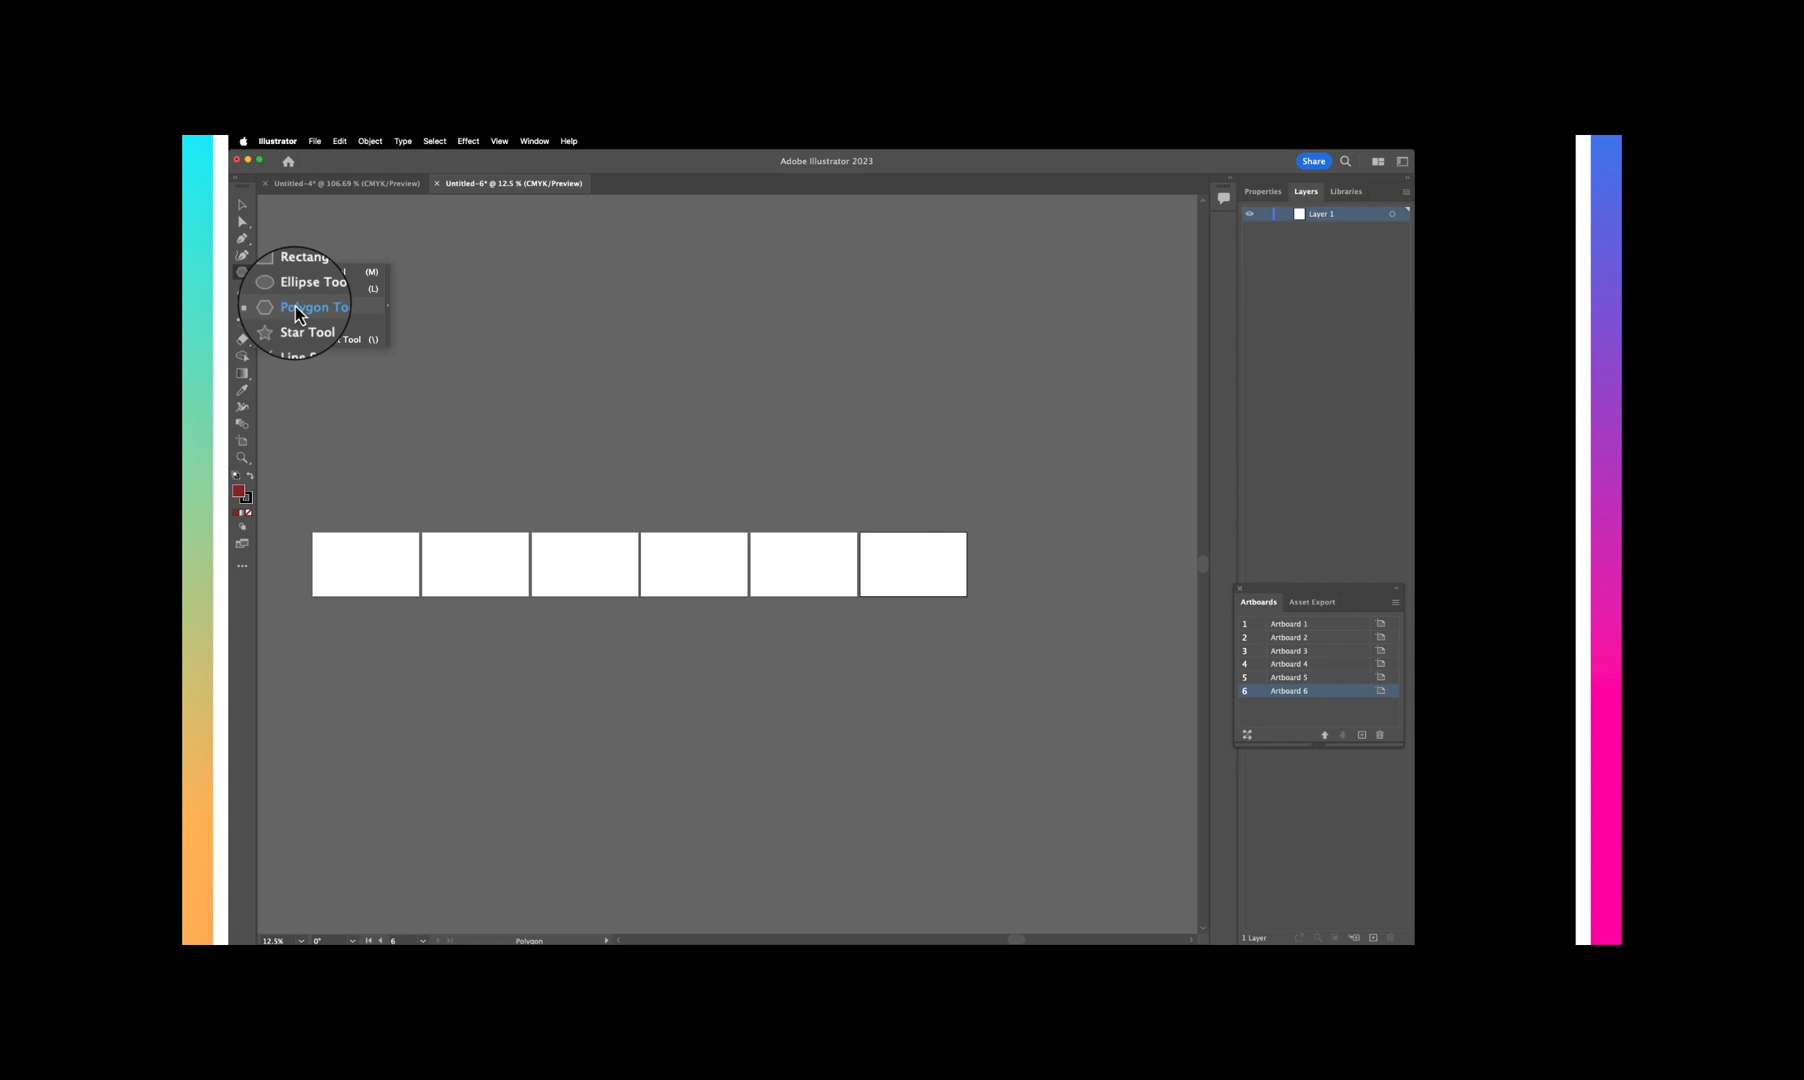 Illustrator File Edit Object Type Select Effect View Window Help
Adobe Illustrator 2023
Share
Untitled-4* @ 106.69 % (CMYK/Preview)
Untitled-6* @ 12.5 % (CMYK/Preview)
Properties Layers Libraries
Layer 1
Rectang
(M)
Ellipse Too
(L)
Polygon To
Star Tool
Tool (\)
Artboards Asset Export
1 Artboard 1
2 Artboard 2
3 Artboard 3
4 Artboard 4
5 Artboard 5
6 Artboard 6
12.5% 0° 6 Polygon
1 Layer